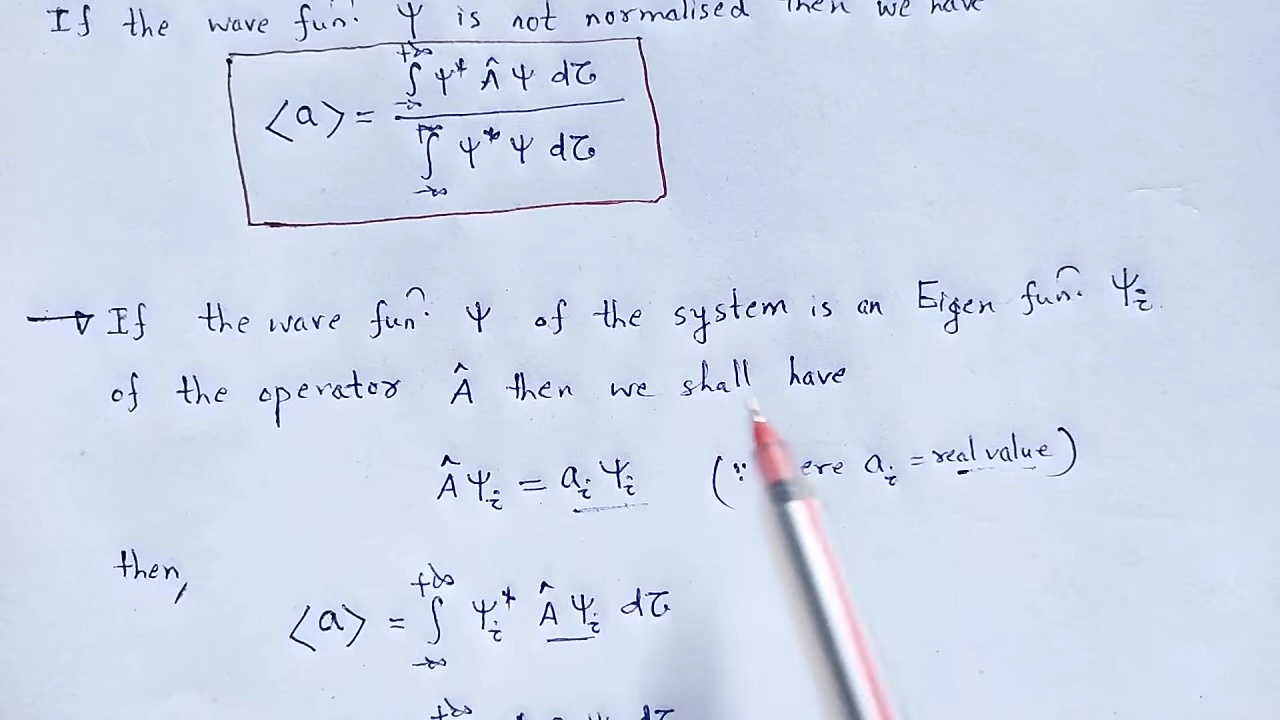 If the wave fun. Ψ is not normalised then we have
⟨a⟩ = ∫_{-∞}^{+∞} Ψ* Â Ψ dτ / ∫_{-∞}^{+∞} Ψ* Ψ dτ
→ If the wave fun. Ψ of the system is an Eigen fun. Ψᵢ
of the operator Â then we shall have
Â Ψᵢ = aᵢ Ψᵢ (∵ ere aᵢ = real value)
then,
⟨a⟩ = ∫_{-∞}^{+∞} Ψᵢ* Â Ψᵢ dτ
+∞ dτ